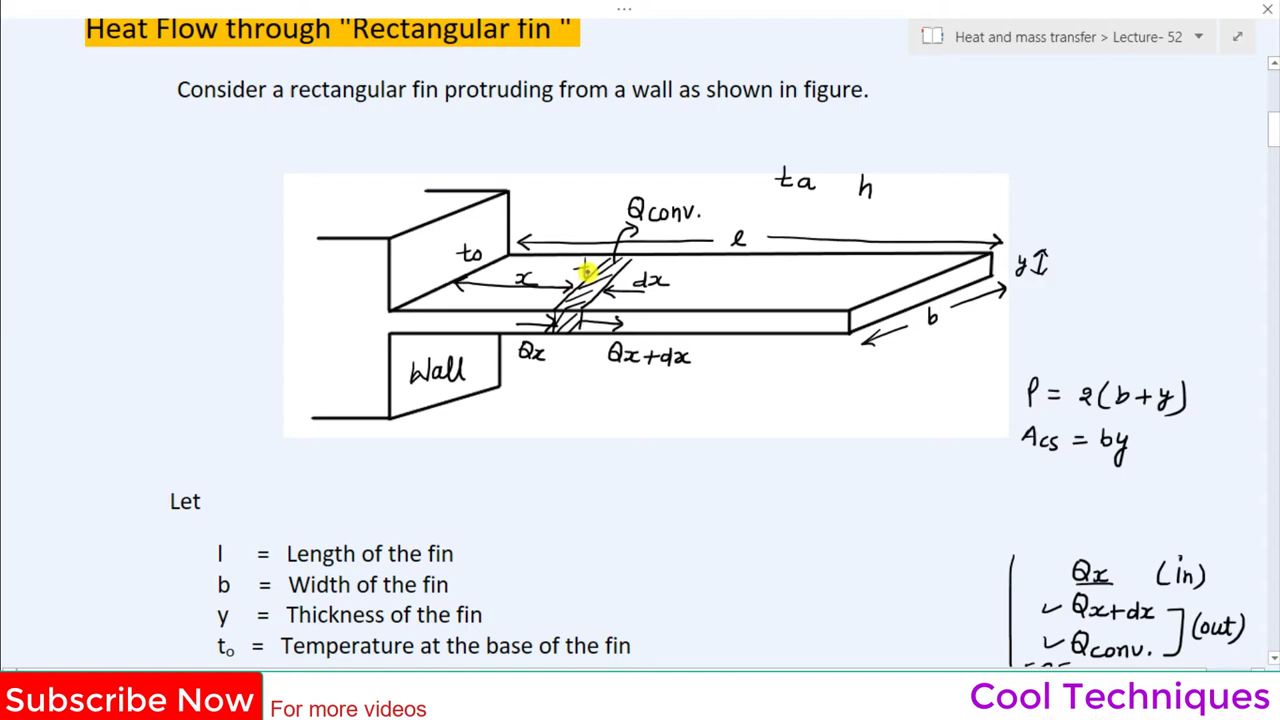 Heat Flow through "Rectangular fin "
Heat and mass transfer > Lecture- 52
Consider a rectangular fin protruding from a wall as shown in figure.
ta h
Qconv.
l
to
x
dx
y
b
Qx
Qx+dx
Wall
P = 2(b+y)
Acs = by
Let
l = Length of the fin
b = Width of the fin
y = Thickness of the fin
to = Temperature at the base of the fin
Qx (in)
✓ Qx+dx
✓ Qconv.
(out)
Subscribe Now
For more videos
Cool Techniques